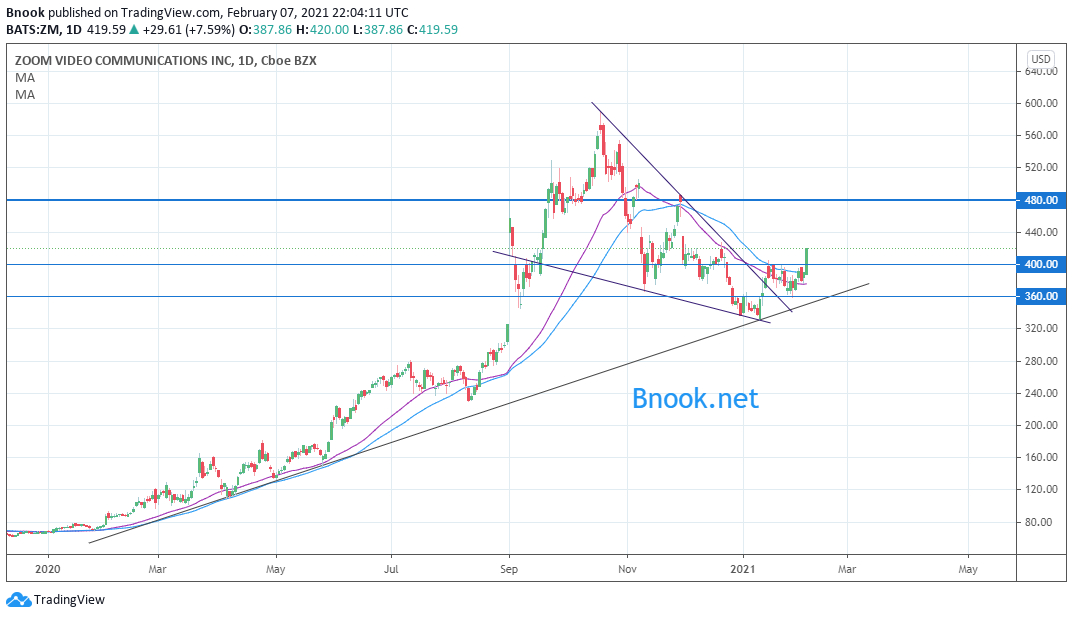 Bnook published on TradingView.com, February 07, 2021 22:04:11 UTC
BATS:ZM, 1D 419.59 ▲ +29.61 (+7.59%) O:387.86 H:420.00 L:387.86 C:419.59
ZOOM VIDEO COMMUNICATIONS INC, 1D, Cboe BZX
MA
MA
USD
640.00
600.00
560.00
520.00
480.00
440.00
400.00
360.00
320.00
280.00
240.00
200.00
160.00
120.00
80.00
Bnook.net
2020 Mar May Jul Sep Nov 2021 Mar May
TradingView